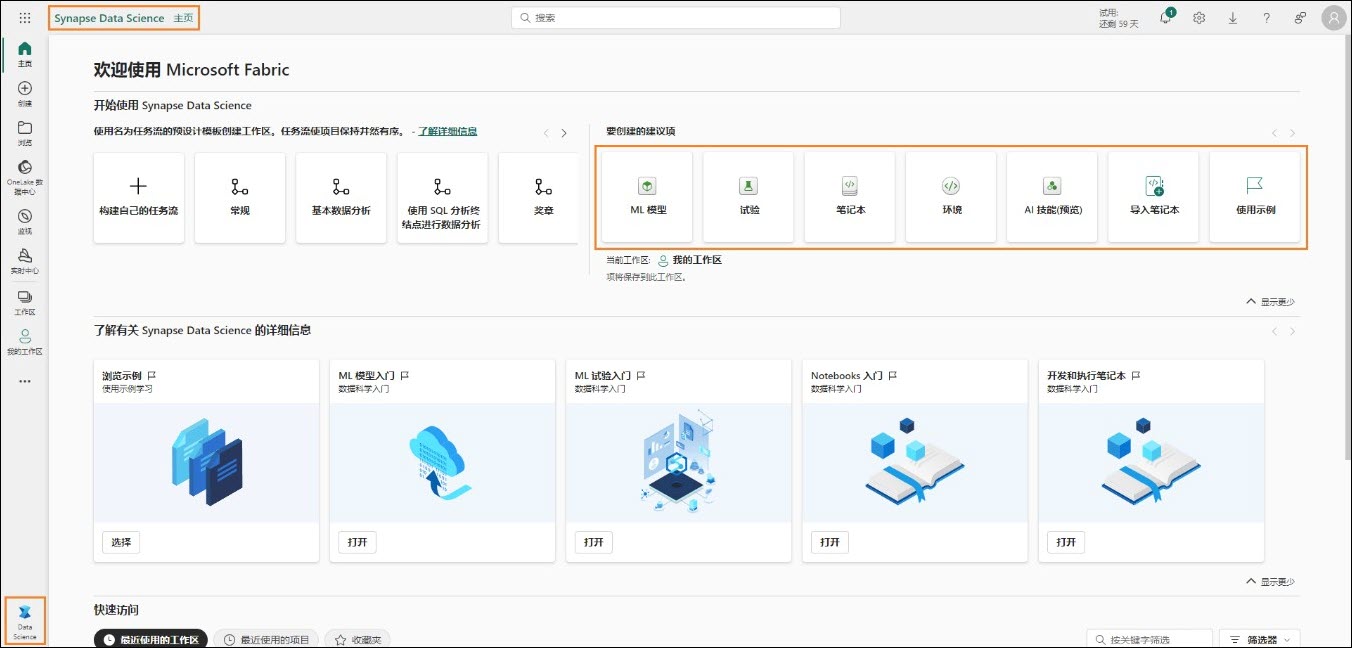 Synapse Data Science 主页
搜索
试用:
还剩 59 天
1
主页
创建
浏览
OneLake 数
据中心
监视
实时中心
工作区
我的工作区
Data
Science
欢迎使用 Microsoft Fabric
开始使用 Synapse Data Science
使用名为任务流的预设计模板创建工作区。任务流使项目保持井然有序。 - 了解详细信息
构建自己的任务流
常规
基本数据分析
使用 SQL 分析终
结点进行数据分析
奖章
要创建的建议项
ML 模型
试验
笔记本
环境
AI 技能(预览)
导入笔记本
使用示例
当前工作区: 我的工作区
项将保存到此工作区。
显示更少
了解有关 Synapse Data Science 的详细信息
浏览示例
使用示例学习
选择
ML 模型入门
数据科学入门
打开
ML 试验入门
数据科学入门
打开
Notebooks 入门
数据科学入门
打开
开发和执行笔记本
数据科学入门
打开
显示更少
快速访问
最近使用的工作区
最近使用的项目
收藏夹
按关键字筛选
筛选器